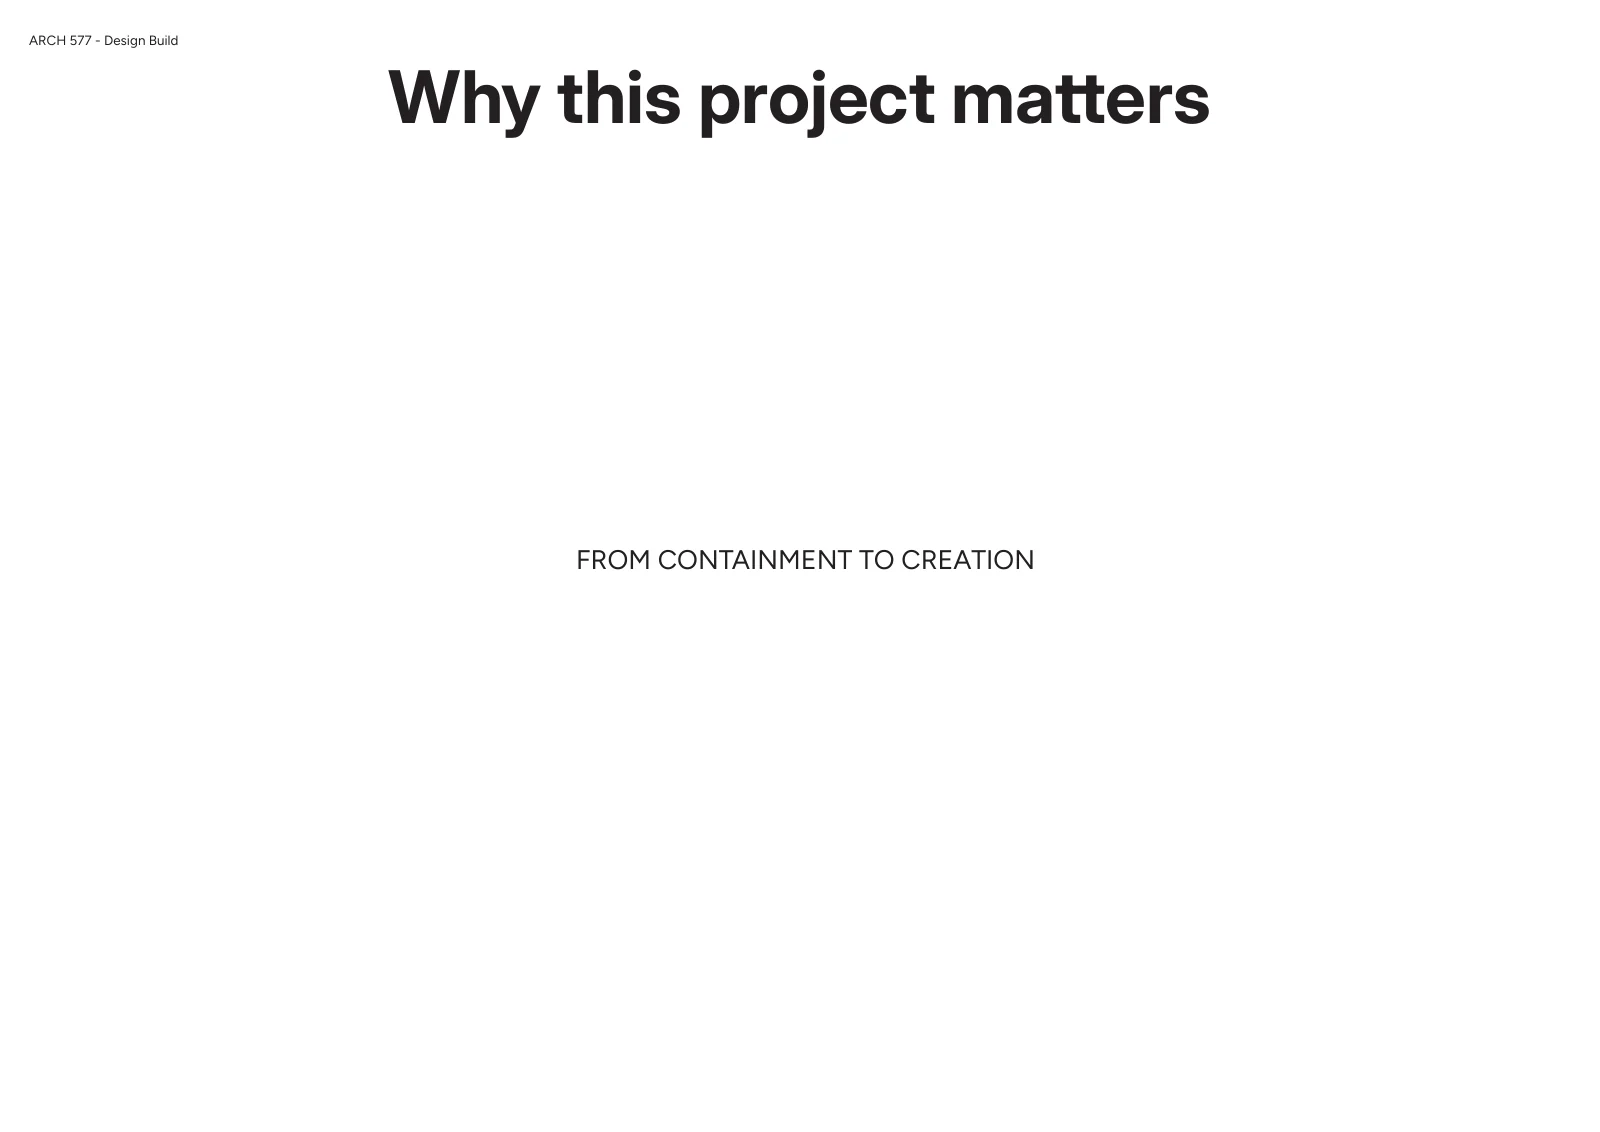 ARCH 577 - Design Build
Why this project matters
FROM CONTAINMENT TO CREATION